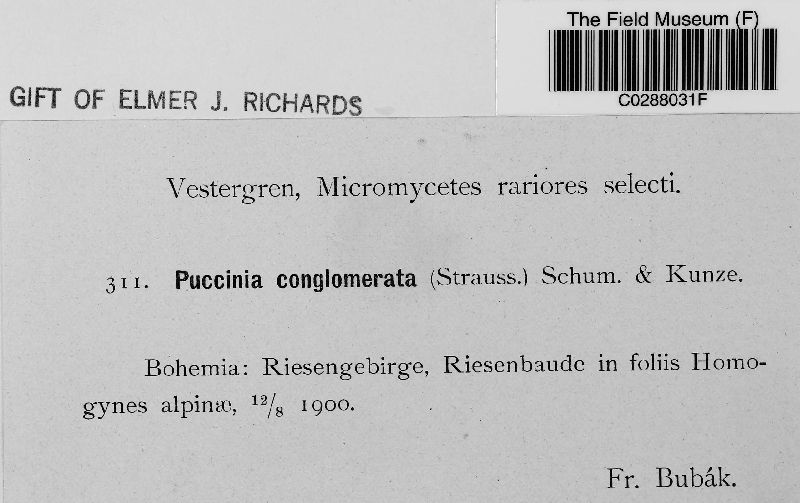 The Field Museum (F)
C0288031F
GIFT OF ELMER J. RICHARDS
Vestergren, Micromycetes rariores selecti.
311. Puccinia conglomerata (Strauss.) Schum. & Kunze.
Bohemia: Riesengebirge, Riesenbaude in foliis Homo-
gynes alpinæ, 12/8 1900.
Fr. Bubák.